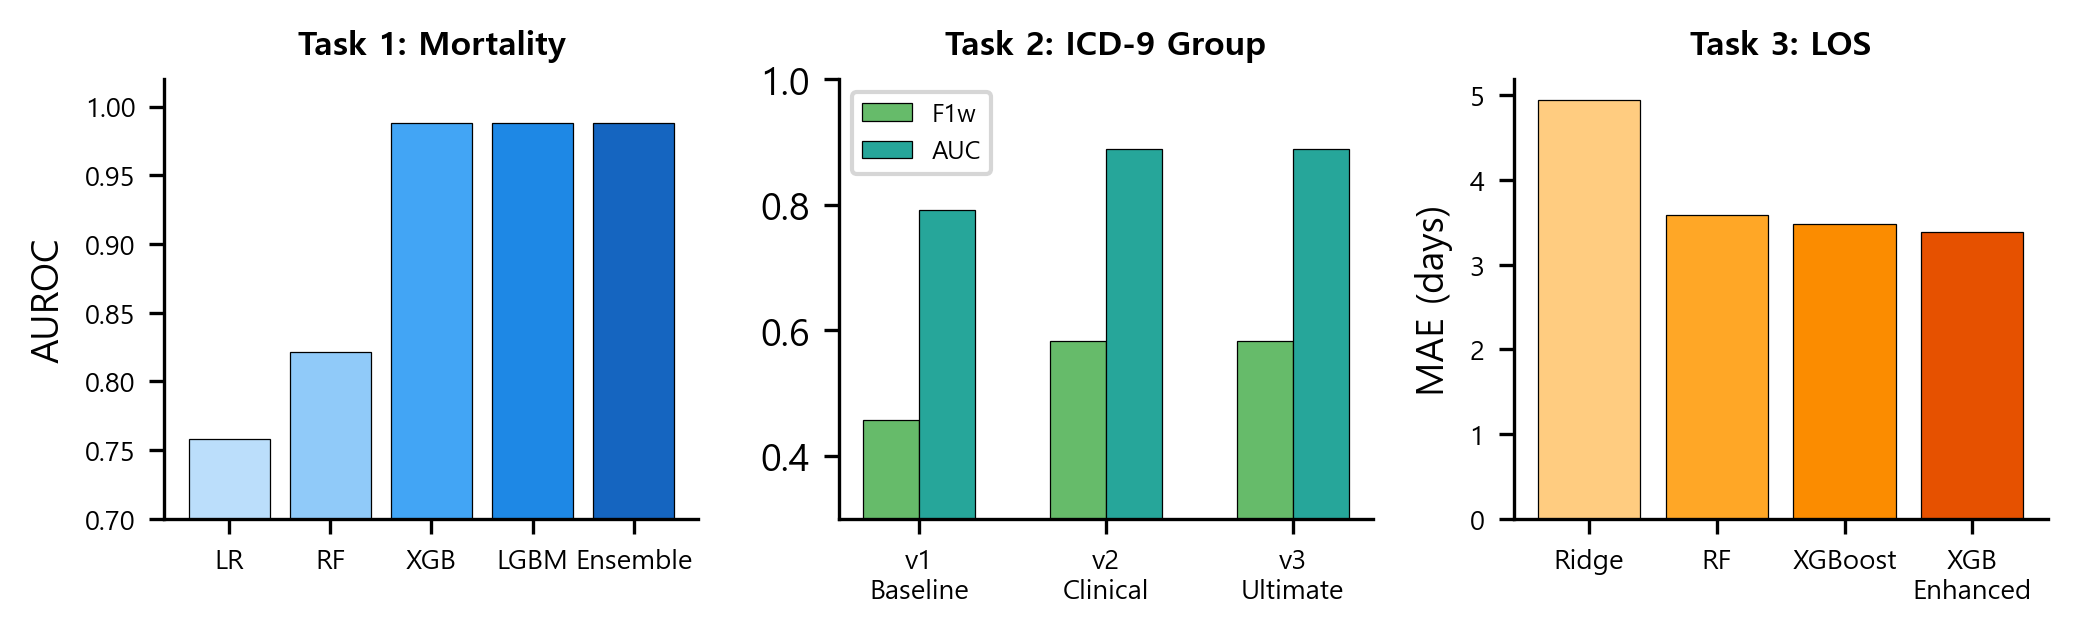 Task 1: Mortality
AUROC
1.00
0.95
0.90
0.85
0.80
0.75
0.70
LR
RF
XGB
LGBM
Ensemble
Task 2: ICD-9 Group
1.0
0.8
0.6
0.4
F1w
AUC
v1
Baseline
v2
Clinical
v3
Ultimate
Task 3: LOS
MAE (days)
5
4
3
2
1
0
Ridge
RF
XGBoost
XGB
Enhanced